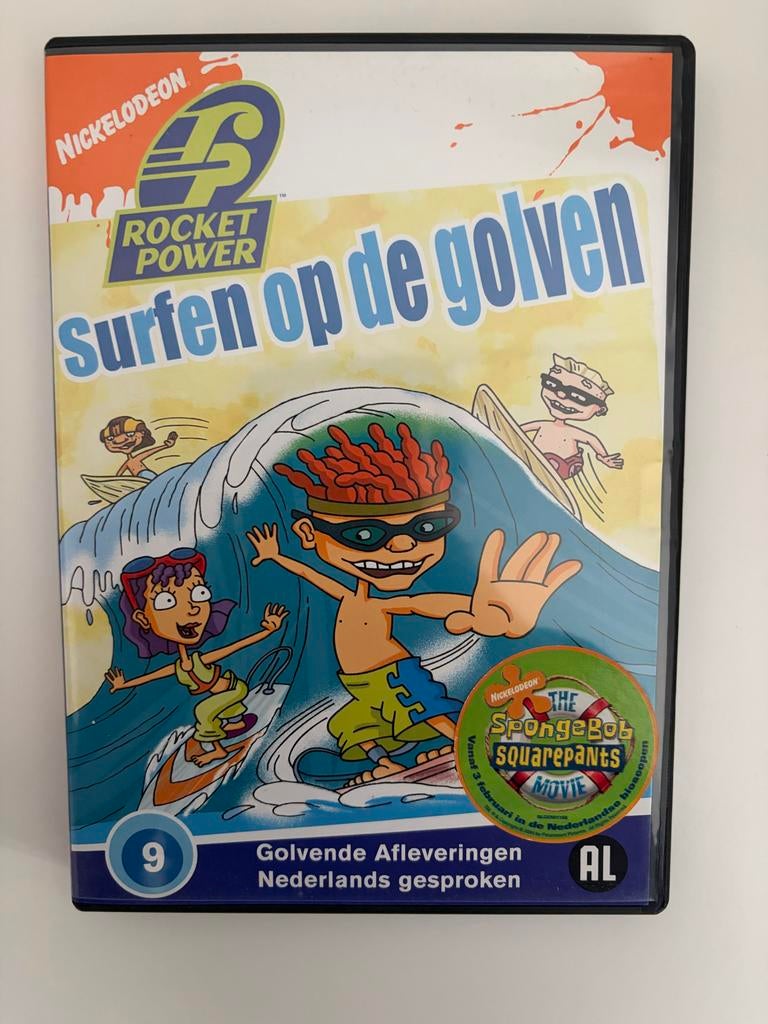 NICKELODEON
ROCKET
POWER
™
surfen op de golven
NICKELODEON
THE
SpongeBob
SQUAREPANTS
MOVIE
Vanaf 3 februari in de Nederlandse bioscopen
9
Golvende Afleveringen
Nederlands gesproken
AL